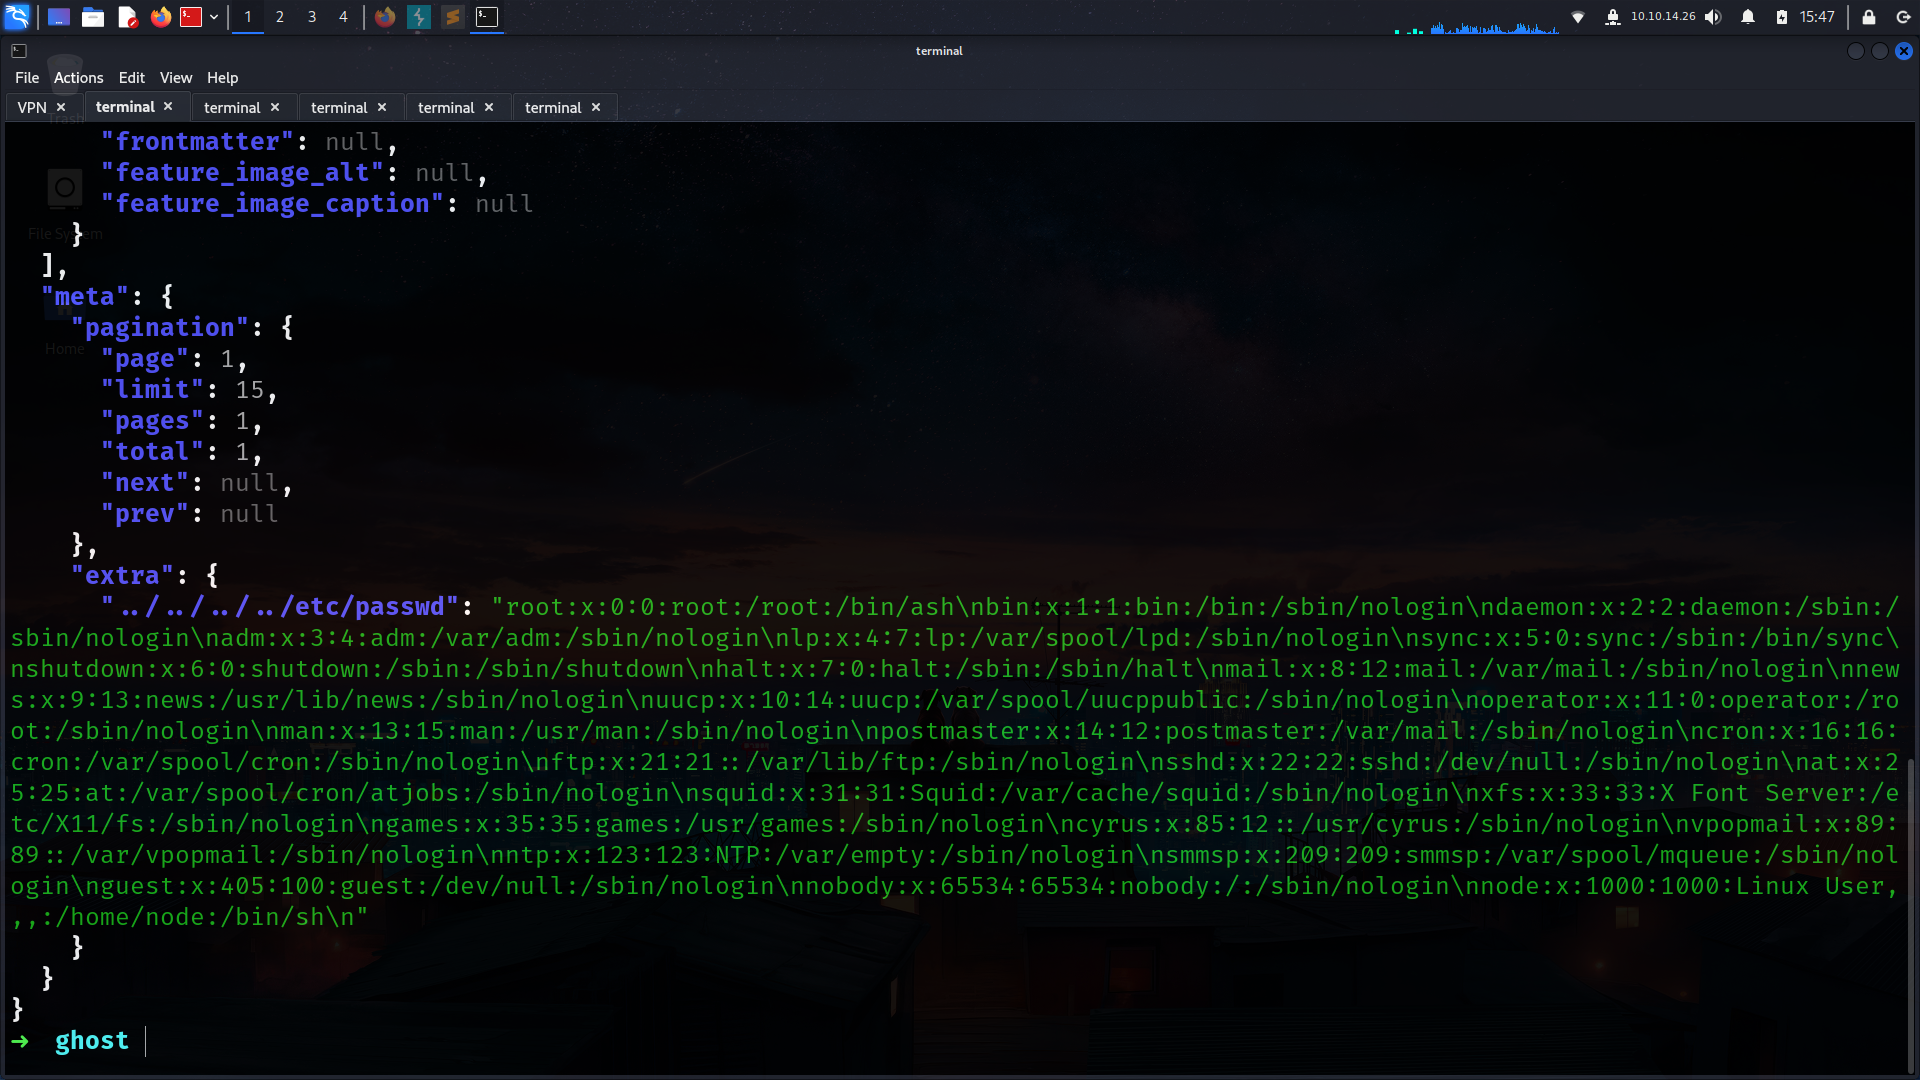 1 2 3 4 10.10.14.26 15:47
terminal
File Actions Edit View Help
VPN × terminal × terminal × terminal × terminal × terminal ×
Trash
File System
Home
"frontmatter": null,
"feature_image_alt": null,
"feature_image_caption": null
}
],
"meta": {
"pagination": {
"page": 1,
"limit": 15,
"pages": 1,
"total": 1,
"next": null,
"prev": null
},
"extra": {
"../../../../etc/passwd": "root:x:0:0:root:/root:/bin/ash\nbin:x:1:1:bin:/bin:/sbin/nologin\ndaemon:x:2:2:daemon:/sbin:/
sbin/nologin\nadm:x:3:4:adm:/var/adm:/sbin/nologin\nlp:x:4:7:lp:/var/spool/lpd:/sbin/nologin\nsync:x:5:0:sync:/sbin:/bin/sync\
nshutdown:x:6:0:shutdown:/sbin:/sbin/shutdown\nhalt:x:7:0:halt:/sbin:/sbin/halt\nmail:x:8:12:mail:/var/mail:/sbin/nologin\nnew
s:x:9:13:news:/usr/lib/news:/sbin/nologin\nuucp:x:10:14:uucp:/var/spool/uucppublic:/sbin/nologin\noperator:x:11:0:operator:/ro
ot:/sbin/nologin\nman:x:13:15:man:/usr/man:/sbin/nologin\npostmaster:x:14:12:postmaster:/var/mail:/sbin/nologin\ncron:x:16:16:
cron:/var/spool/cron:/sbin/nologin\nftp:x:21:21::/var/lib/ftp:/sbin/nologin\nsshd:x:22:22:sshd:/dev/null:/sbin/nologin\nat:x:2
5:25:at:/var/spool/cron/atjobs:/sbin/nologin\nsquid:x:31:31:Squid:/var/cache/squid:/sbin/nologin\nxfs:x:33:33:X Font Server:/e
tc/X11/fs:/sbin/nologin\ngames:x:35:35:games:/usr/games:/sbin/nologin\ncyrus:x:85:12::/usr/cyrus:/sbin/nologin\nvpopmail:x:89:
89::/var/vpopmail:/sbin/nologin\nntp:x:123:123:NTP:/var/empty:/sbin/nologin\nsmmsp:x:209:209:smmsp:/var/spool/mqueue:/sbin/nol
ogin\nguest:x:405:100:guest:/dev/null:/sbin/nologin\nnobody:x:65534:65534:nobody:/:/sbin/nologin\nnode:x:1000:1000:Linux User,
,,:/home/node:/bin/sh\n"
}
}
}
➜ ghost